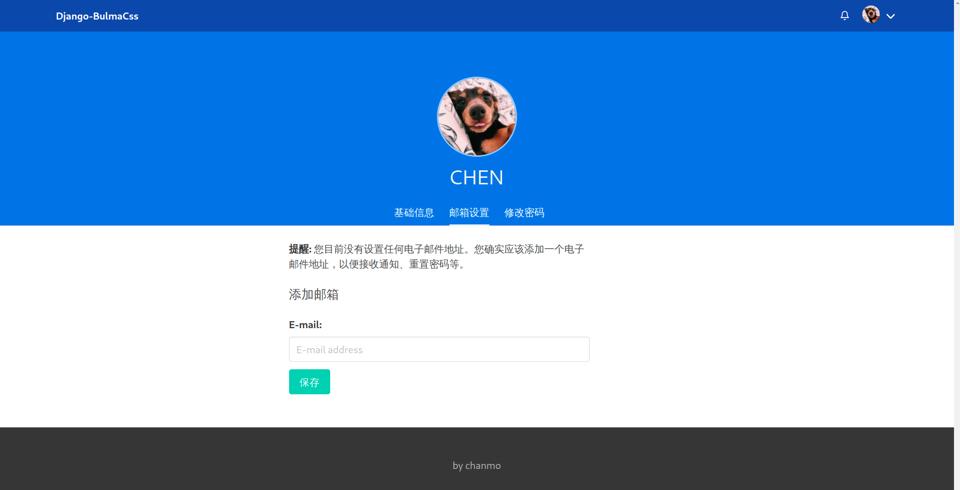 Django-BulmaCss
CHEN
基础信息 邮箱设置 修改密码
提醒: 您目前没有设置任何电子邮件地址。您确实应该添加一个电子
邮件地址，以便接收通知、重置密码等。
添加邮箱
E-mail:
E-mail address
保存
by chanmo